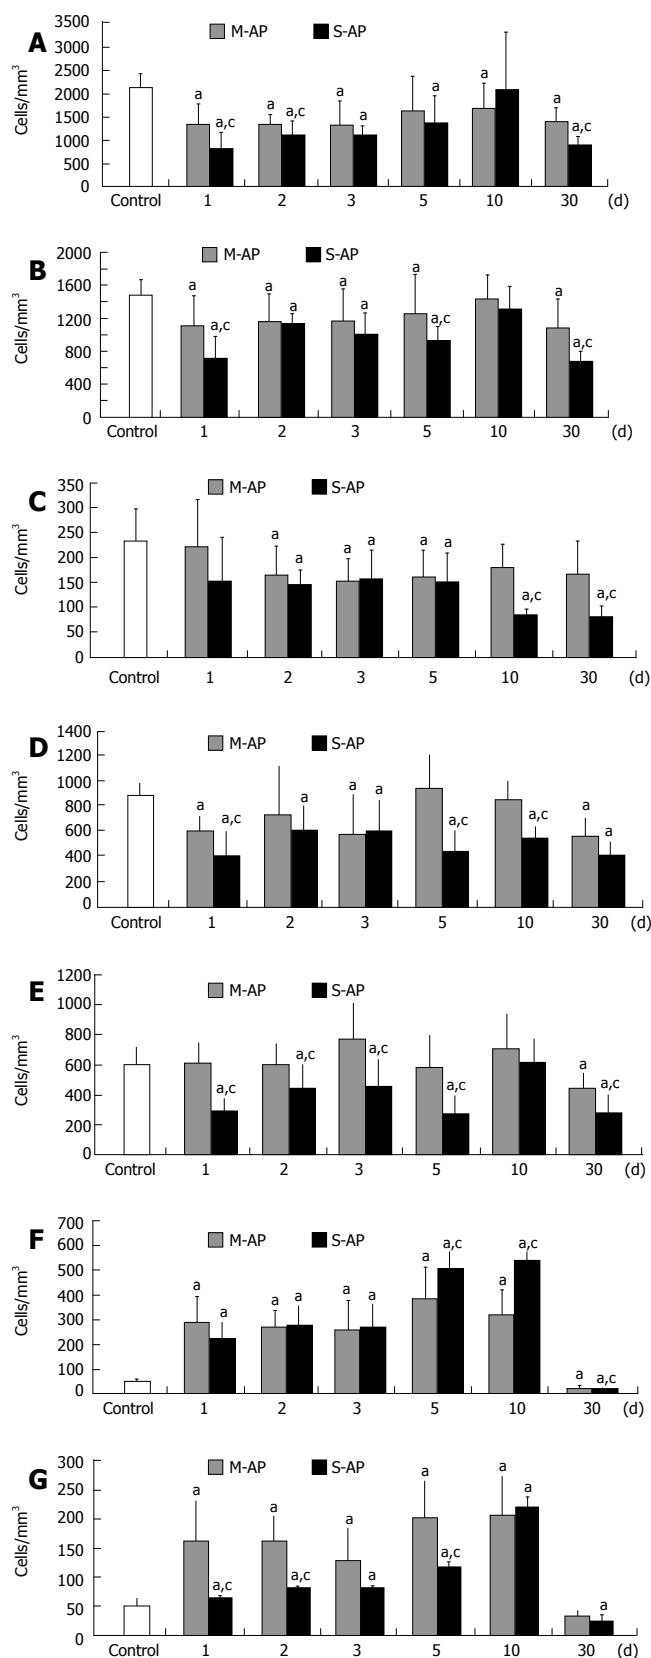 A
M-AP S-AP
Cells/mm³
3500
3000
2500
2000
1500
1000
500
0
a a,c a a,c a a a a,c
Control 1 2 3 5 10 30 (d)
B
M-AP S-AP
Cells/mm³
2000
1600
1200
800
400
0
a a,c a a a a a a,c a a,c
Control 1 2 3 5 10 30 (d)
C
M-AP S-AP
Cells/mm³
350
300
250
200
150
100
50
0
a a a a a a a,c a,c
Control 1 2 3 5 10 30 (d)
D
M-AP S-AP
Cells/mm³
1400
1200
1000
800
600
400
200
0
a a,c a a a a,c a,c a a
Control 1 2 3 5 10 30 (d)
E
M-AP S-AP
Cells/mm³
1200
1000
800
600
400
200
0
a,c a,c a,c a,c a a,c
Control 1 2 3 5 10 30 (d)
F
M-AP S-AP
Cells/mm³
700
600
500
400
300
200
100
0
a a a a a a a a,c a a,c a a,c
Control 1 2 3 5 10 30 (d)
G
M-AP S-AP
Cells/mm³
300
250
200
150
100
50
0
a a,c a a,c a a a a,c a a a
Control 1 2 3 5 10 30 (d)